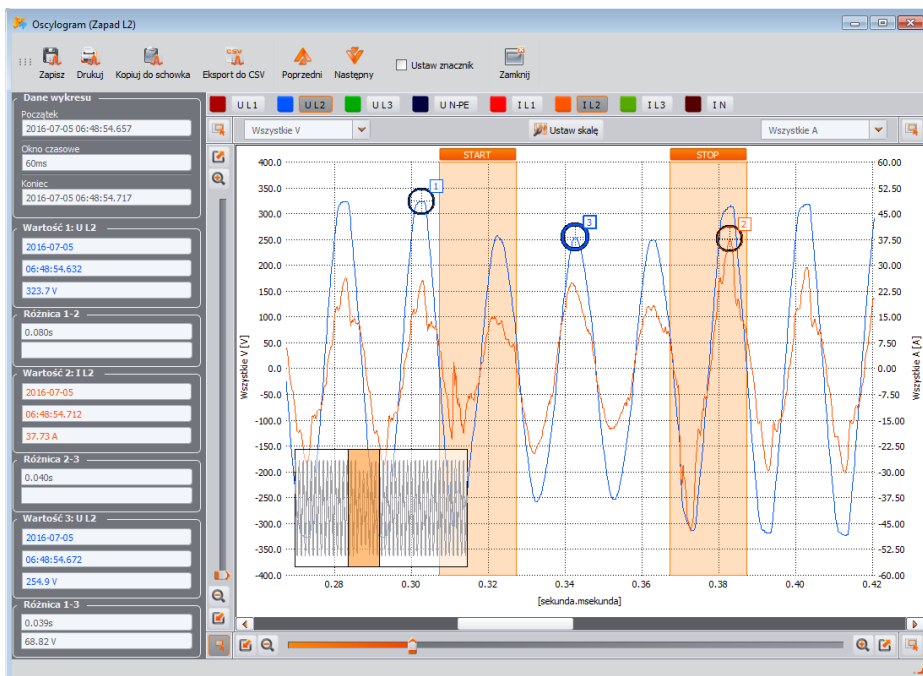 Oscylogram (Zapad L2)
Zapisz Drukuj Kopiuj do schowka Eksport do CSV Poprzedni Następny Ustaw znacznik Zamknij
CSV
Dane wykresu
Początek
2016-07-05 06:48:54.657
Okno czasowe
60ms
Koniec
2016-07-05 06:48:54.717
Wartość 1: U L2
2016-07-05
06:48:54.632
323.7 V
Różnica 1-2
0.080s
Wartość 2: I L2
2016-07-05
06:48:54.712
37.73 A
Różnica 2-3
0.040s
Wartość 3: U L2
2016-07-05
06:48:54.672
254.9 V
Różnica 1-3
0.039s
68.82 V
U L1 U L2 U L3 U N-PE I L1 I L2 I L3 I N
Wszystkie V Ustaw skalę Wszystkie A
START STOP
1
3
2
400.0
350.0
300.0
250.0
200.0
150.0
100.0
50.0
0.0
-50.0
-100.0
-150.0
-200.0
-250.0
-300.0
-350.0
-400.0
Wszystkie V [V]
60.00
52.50
45.00
37.50
30.00
22.50
15.00
7.50
0.00
-7.50
-15.00
-22.50
-30.00
-37.50
-45.00
-52.50
-60.00
Wszystkie A [A]
0.28 0.30 0.32 0.34 0.36 0.38 0.40 0.42
[sekunda.msekunda]